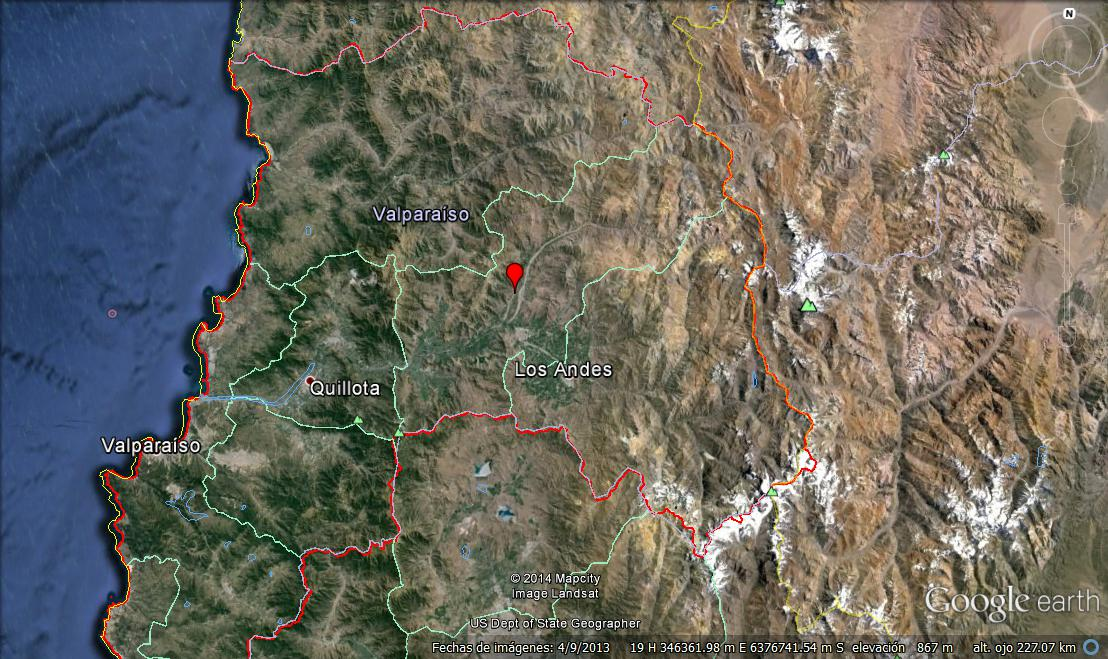 N
Valparaíso
Los Andes
Quillota
Valparaíso
© 2014 Mapcity
Image Landsat
US Dept of State Geographer
Google earth
Fechas de imágenes: 4/9/2013 19 H 346361.98 m E 6376741.54 m S elevación 867 m alt. ojo 227.07 km